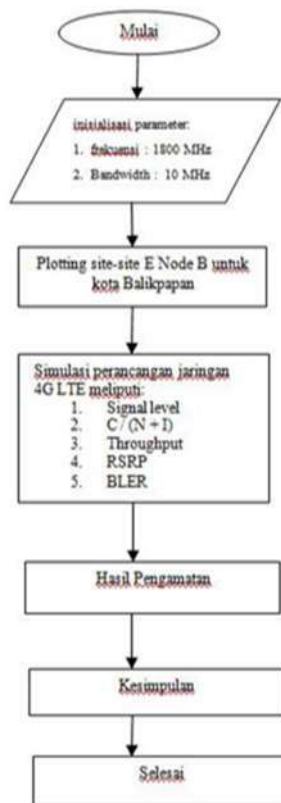 Mulai
inisialisasi parameter:
1. frekuensi : 1800 MHz
2. Bandwidth : 10 MHz
Plotting site-site E Node B untuk
kota Balikpapan
Simulasi perancangan jaringan
4G LTE meliputi:
1. Signal level
2. C / (N + I)
3. Throughput
4. RSRP
5. BLER
Hasil Pengamatan
Kesimpulan
Selesai